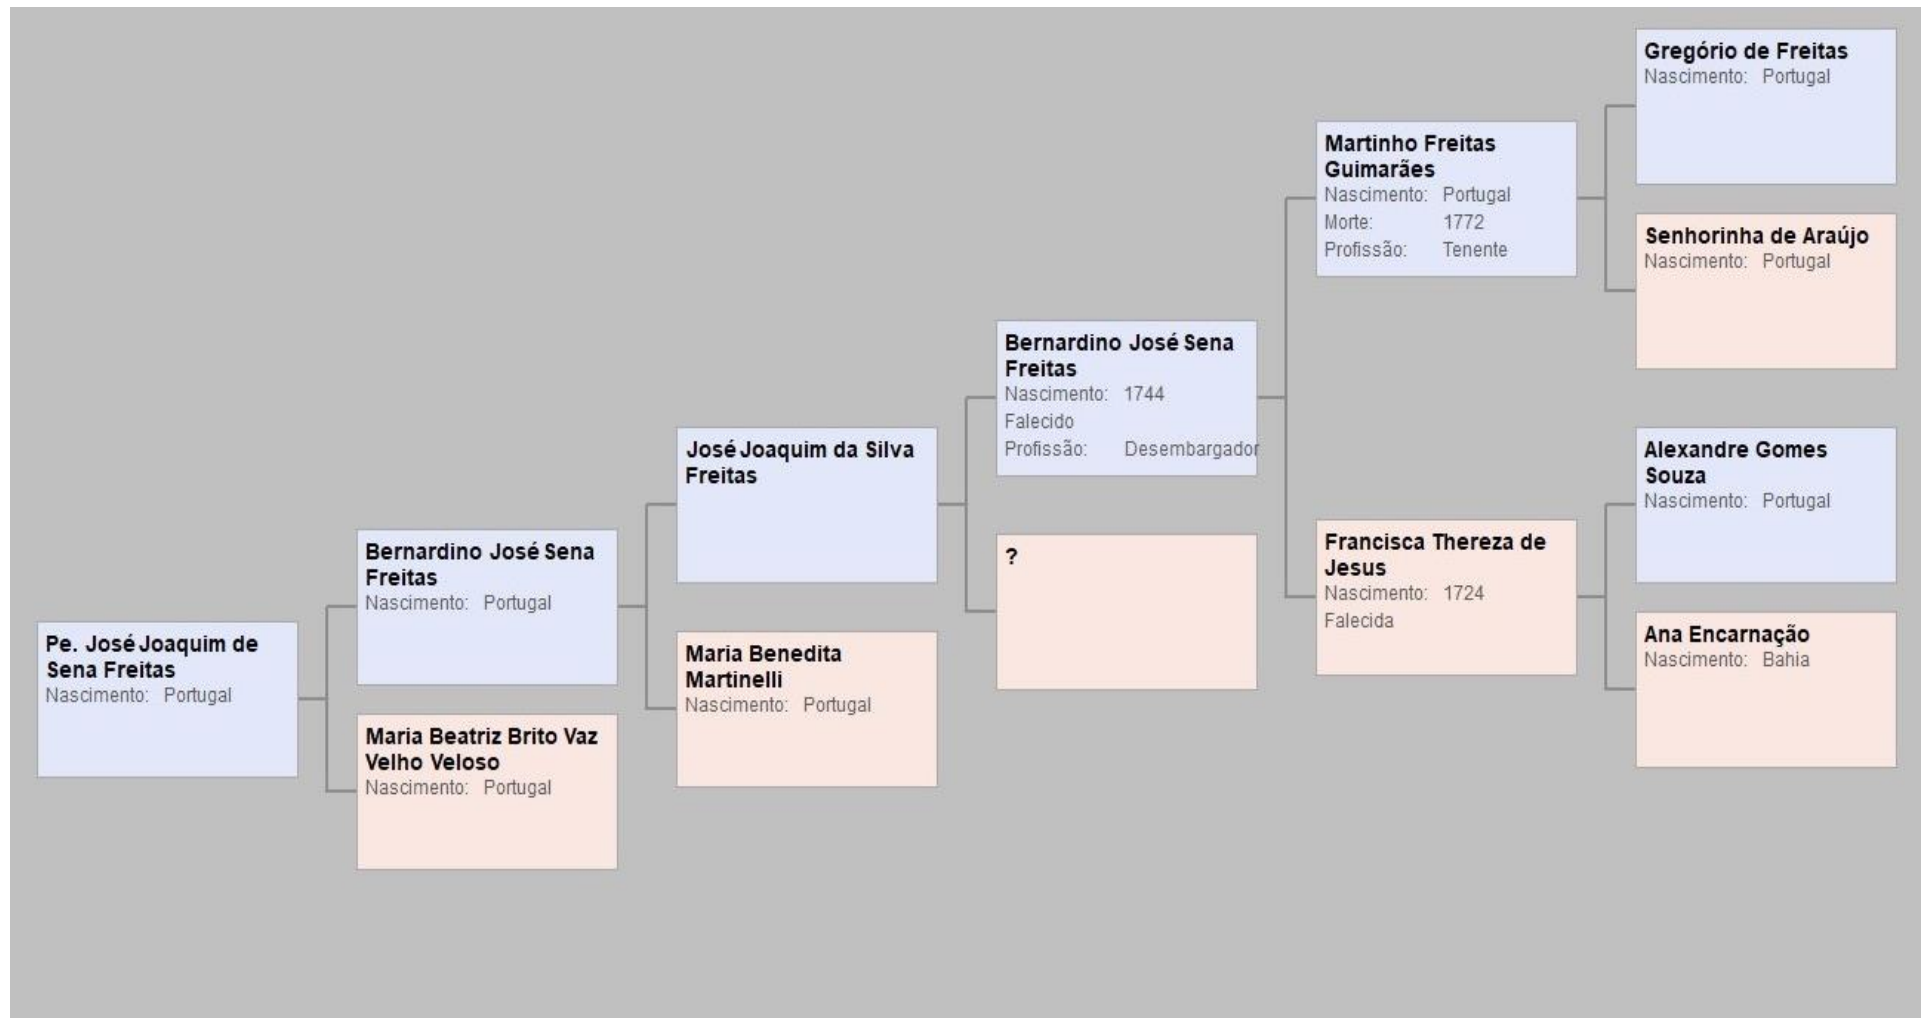 Pe. José Joaquim de
Sena Freitas
Nascimento: Portugal
Bernardino José Sena
Freitas
Nascimento: Portugal
Maria Beatriz Brito Vaz
Velho Veloso
Nascimento: Portugal
José Joaquim da Silva
Freitas
Maria Benedita
Martinelli
Nascimento: Portugal
Bernardino José Sena
Freitas
Nascimento: 1744
Falecido
Profissão: Desembargador
?
Martinho Freitas
Guimarães
Nascimento: Portugal
Morte: 1772
Profissão: Tenente
Francisca Thereza de
Jesus
Nascimento: 1724
Falecida
Gregório de Freitas
Nascimento: Portugal
Senhorinha de Araújo
Nascimento: Portugal
Alexandre Gomes
Souza
Nascimento: Portugal
Ana Encarnação
Nascimento: Bahia